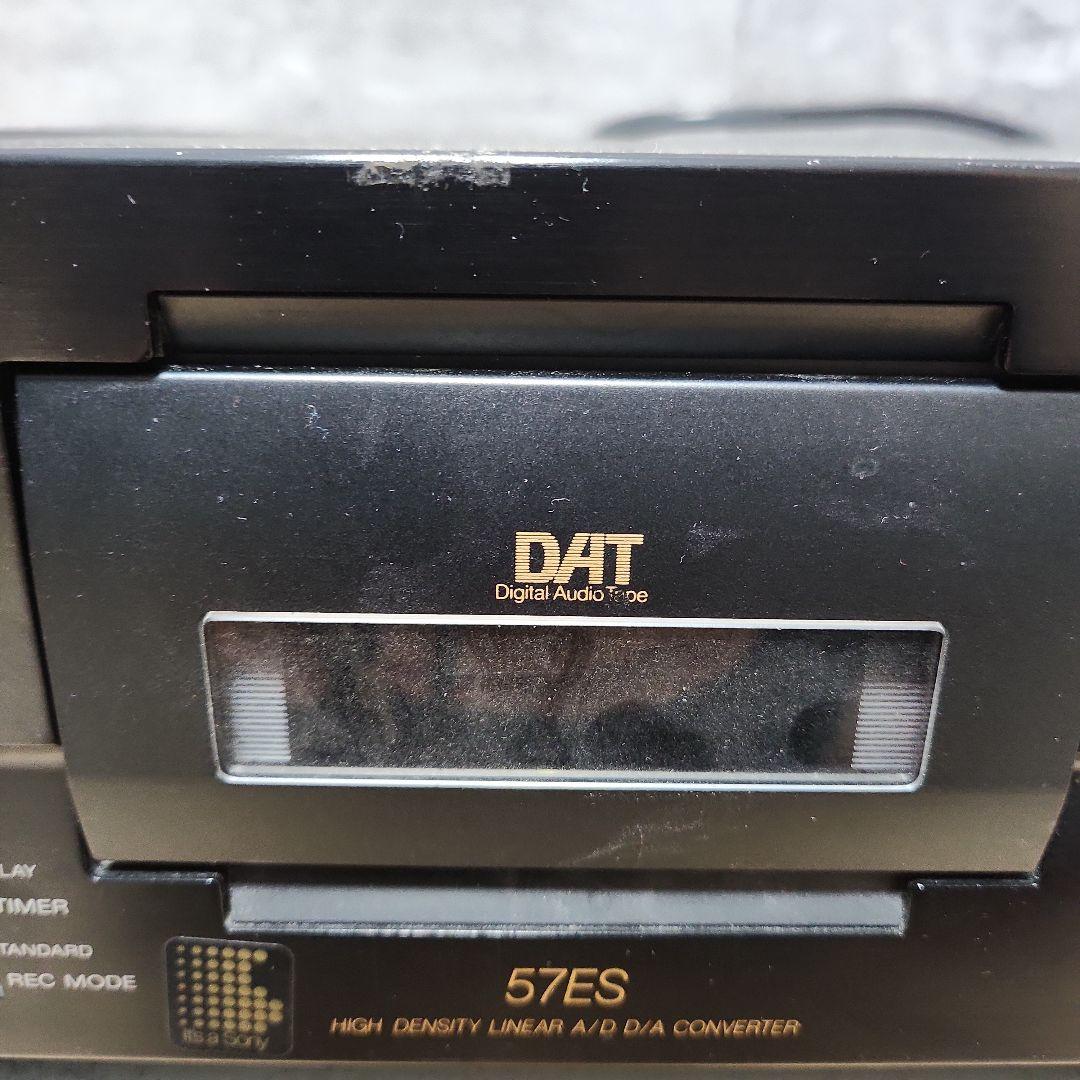 DAT
Digital Audio Tape
LAY
TIMER
TANDARD
REC MODE
It's a Sony
57ES
HIGH DENSITY LINEAR A/D D/A CONVERTER